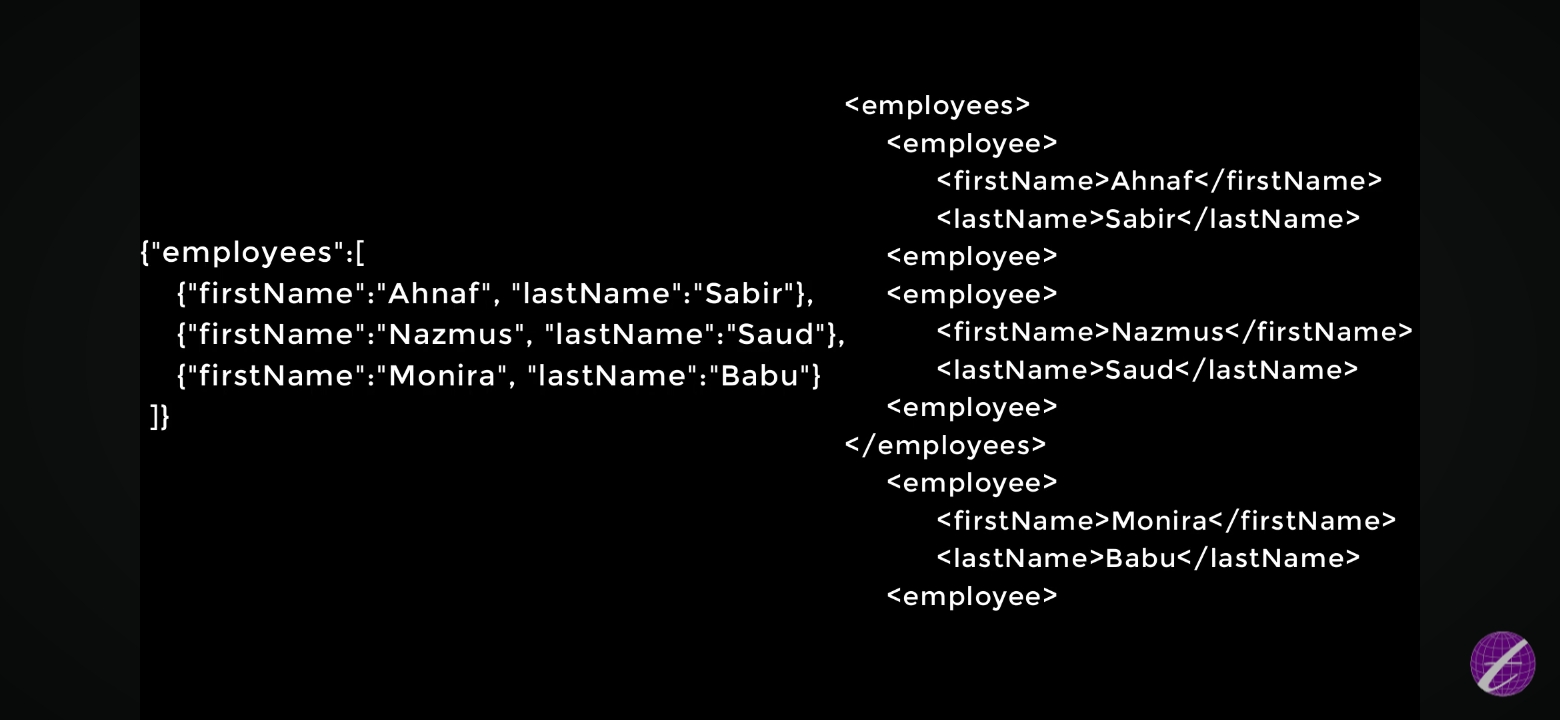 {"employees":[
{"firstName":"Ahnaf", "lastName":"Sabir"},
{"firstName":"Nazmus", "lastName":"Saud"},
{"firstName":"Monira", "lastName":"Babu"}
]}
<employees>
<employee>
<firstName>Ahnaf</firstName>
<lastName>Sabir</lastName>
<employee>
<employee>
<firstName>Nazmus</firstName>
<lastName>Saud</lastName>
<employee>
</employees>
<employee>
<firstName>Monira</firstName>
<lastName>Babu</lastName>
<employee>